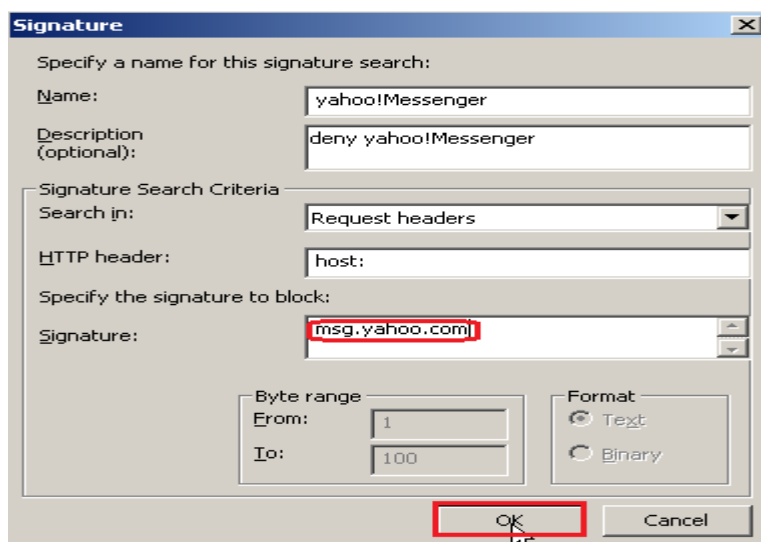 Signature
Specify a name for this signature search:
Name:
yahoo!Messenger
Description
(optional):
deny yahoo!Messenger
Signature Search Criteria
Search in:
Request headers
HTTP header:
host:
Specify the signature to block:
Signature:
msg.yahoo.com
Byte range
From:
1
To:
100
Format
Text
Binary
OK
Cancel